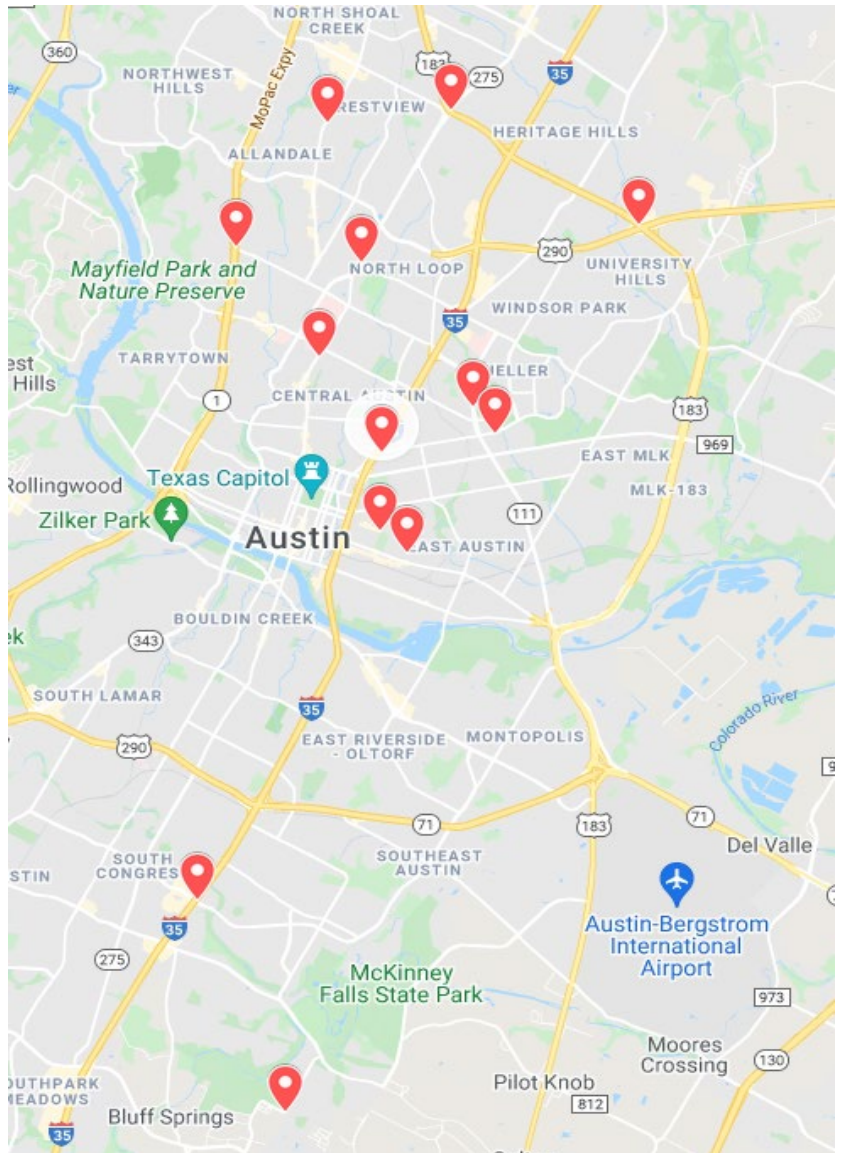 NORTH SHOAL
CREEK
360
183
275
35
NORTHWEST
HILLS
MoPac Expy
RESTVIEW
HERITAGE HILLS
ALLANDALE
290
Mayfield Park and
Nature Preserve
NORTH LOOP
UNIVERSITY
HILLS
35
WINDSOR PARK
TARRYTOWN
est
Hills
ELLER
1
CENTRAL AUSTIN
183
969
EAST MLK
Rollingwood
Texas Capitol
MLK-183
Zilker Park
111
Austin
EAST AUSTIN
BOULDIN CREEK
ek
343
SOUTH LAMAR
35
Colorado River
290
EAST RIVERSIDE
- OLTORF
MONTOPOLIS
9
71
183
71
Del Valle
SOUTH
CONGRES
STIN
SOUTHEAST
AUSTIN
35
Austin-Bergstrom
International
Airport
275
McKinney
Falls State Park
973
Moores
Crossing
130
OUTHPARK
MEADOWS
Pilot Knob
812
Bluff Springs
35